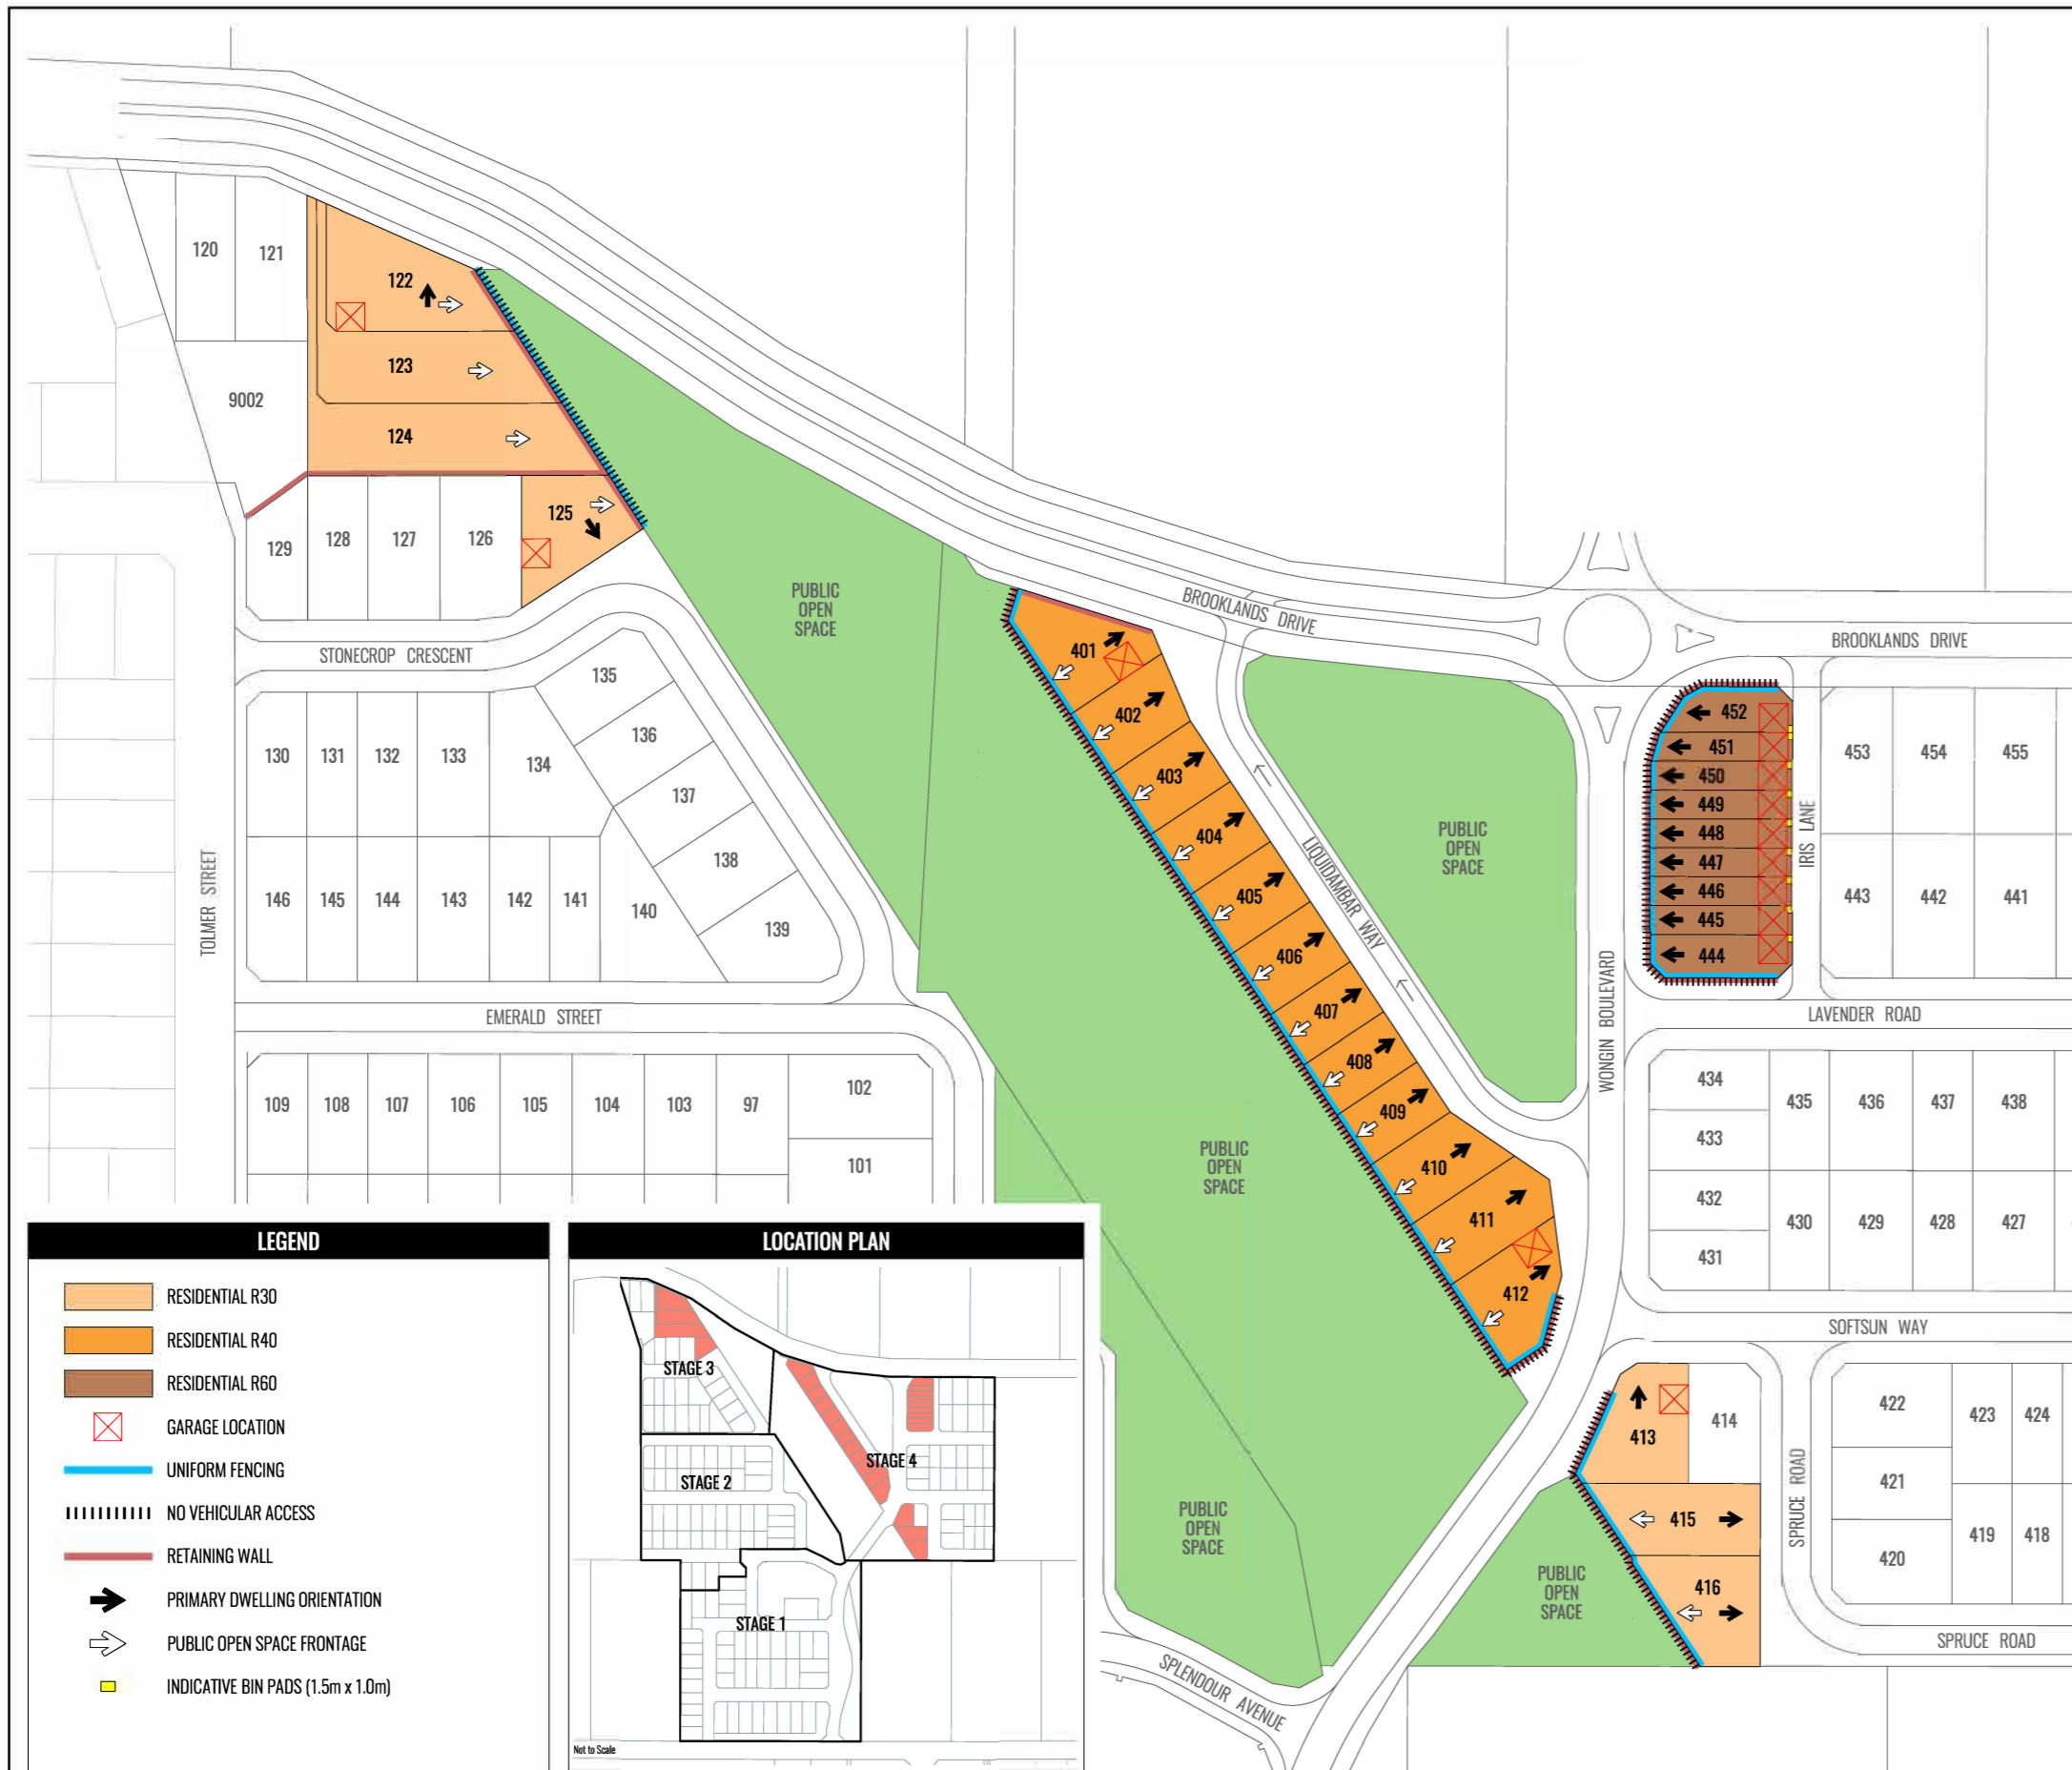 120
121
122
123
9002
124
125
129
128
127
126
PUBLIC
OPEN
SPACE
STONECROP CRESCENT
135
136
137
138
139
130
131
132
133
134
146
145
144
143
142
141
140
TOLMER STREET
EMERALD STREET
109
108
107
106
105
104
103
97
102
101
BROOKLANDS DRIVE
BROOKLANDS DRIVE
401
402
403
404
405
406
407
408
409
410
411
412
LIQUIDAMBAR WAY
PUBLIC
OPEN
SPACE
PUBLIC
OPEN
SPACE
PUBLIC
OPEN
SPACE
WONGIN BOULEVARD
452
451
450
449
448
447
446
445
444
IRIS LANE
453
454
455
443
442
441
LAVENDER ROAD
434
433
432
431
435
436
437
438
430
429
428
427
SOFTSUN WAY
413
414
415
416
PUBLIC
OPEN
SPACE
SPRUCE ROAD
422
423
424
421
420
419
418
SPRUCE ROAD
SPLENDOUR AVENUE
LEGEND
RESIDENTIAL R30
RESIDENTIAL R40
RESIDENTIAL R60
GARAGE LOCATION
UNIFORM FENCING
NO VEHICULAR ACCESS
RETAINING WALL
PRIMARY DWELLING ORIENTATION
PUBLIC OPEN SPACE FRONTAGE
INDICATIVE BIN PADS (1.5m x 1.0m)
LOCATION PLAN
STAGE 3
STAGE 4
STAGE 2
STAGE 1
Not to Scale